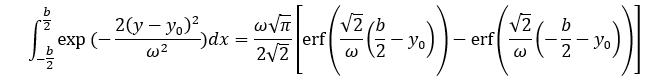 ∫_{-b/2}^{b/2} exp (−2(y − y₀)²/ω²)dx = ω√π/2√2 [erf(√2/ω (b/2 − y₀)) − erf(√2/ω (−b/2 − y₀))]